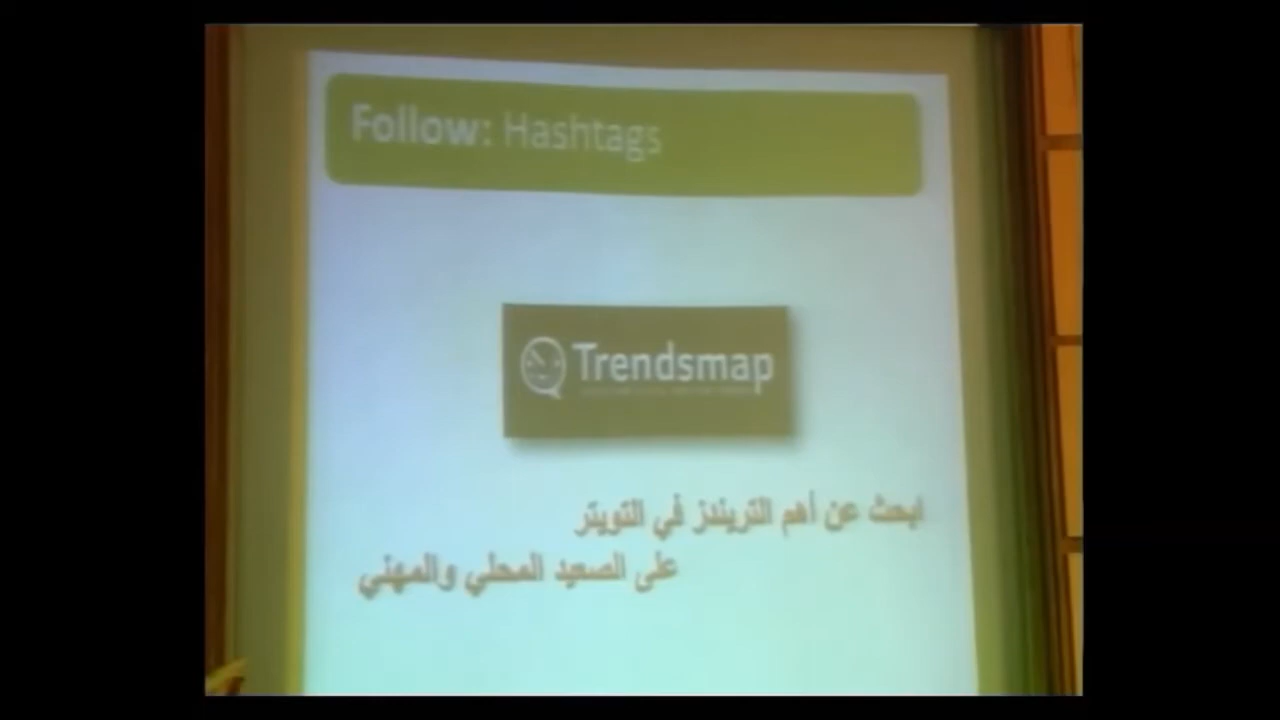 Follow: Hashtags
Trendsmap
ابحث عن أهم التريندز في التويتر
على الصعيد المحلي والمهني